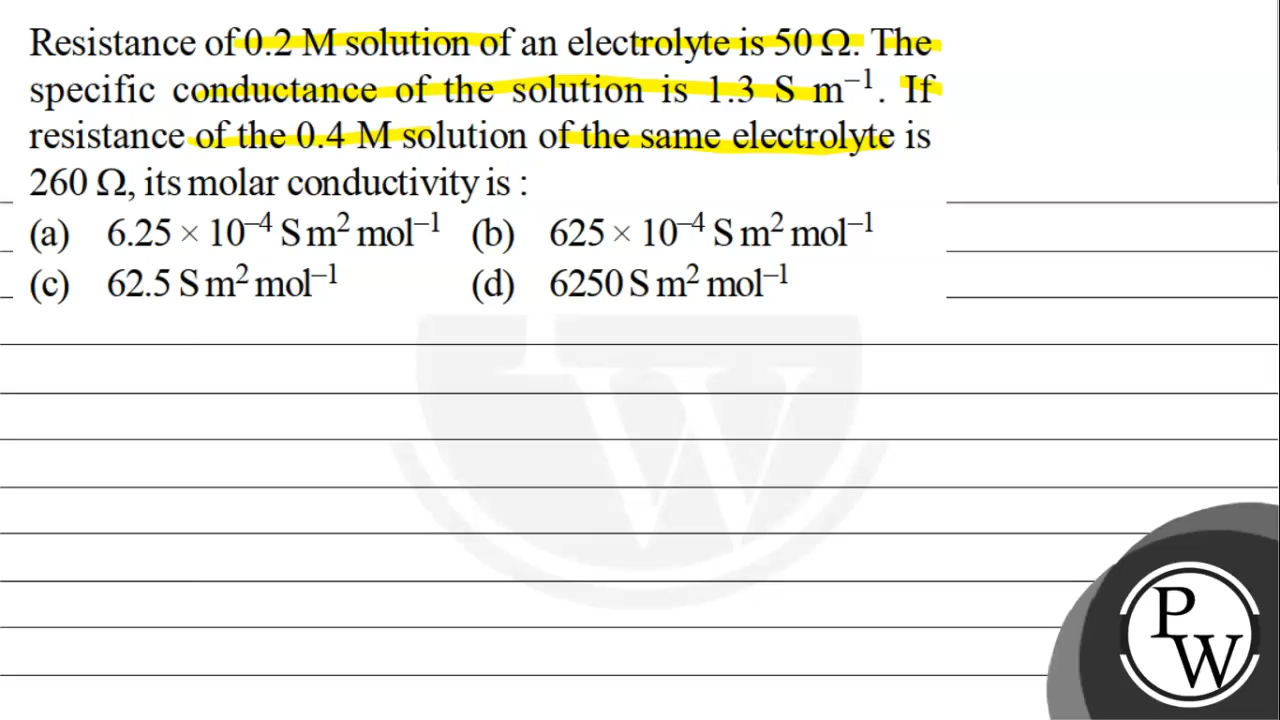 Resistance of 0.2 M solution of an electrolyte is 50 Ω. The
specific conductance of the solution is 1.3 S m⁻¹. If
resistance of the 0.4 M solution of the same electrolyte is
260 Ω, its molar conductivity is :
(a) 6.25 × 10⁻⁴ S m² mol⁻¹ (b) 625 × 10⁻⁴ S m² mol⁻¹
(c) 62.5 S m² mol⁻¹ (d) 6250 S m² mol⁻¹
W
P
W